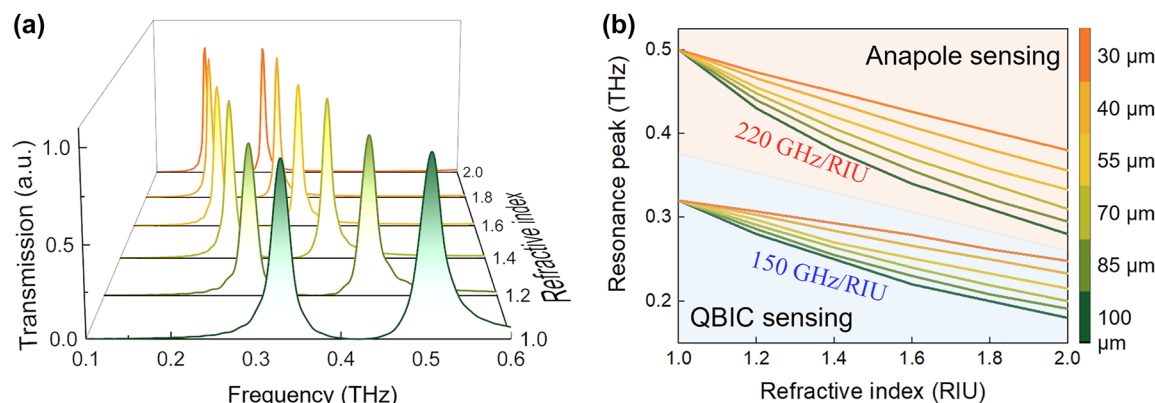 (a)
Transmission (a.u.)
1.0
0.5
0.0
0.1
0.2
0.3
0.4
0.5
0.6
Frequency (THz)
2.0
1.8
1.6
1.4
1.2
1.0
Refractive index
(b)
Resonance peak (THz)
0.5
0.4
0.3
0.2
Anapole sensing
220 GHz/RIU
150 GHz/RIU
QBIC sensing
1.0
1.2
1.4
1.6
1.8
2.0
Refractive index (RIU)
30 μm
40 μm
55 μm
70 μm
85 μm
100
μm